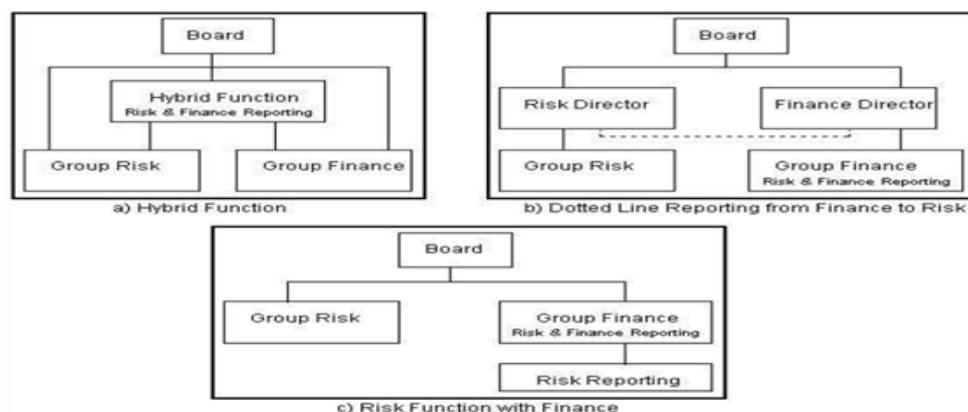 Board
Hybrid Function
Risk & Finance Reporting
Group Risk
Group Finance
a) Hybrid Function
Board
Risk Director
Finance Director
Group Risk
Group Finance
Risk & Finance Reporting
b) Dotted Line Reporting from Finance to Risk
Board
Group Risk
Group Finance
Risk & Finance Reporting
Risk Reporting
c) Risk Function with Finance